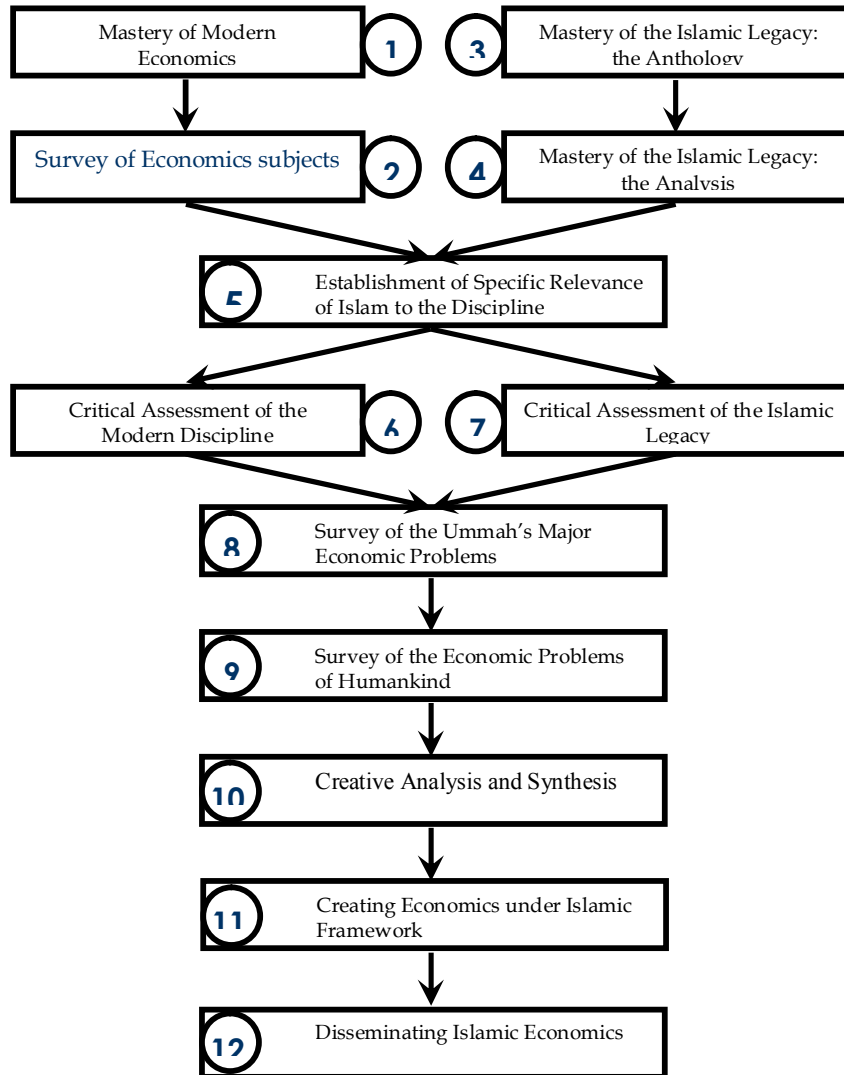 Mastery of Modern
Economics
1
3
Mastery of the Islamic Legacy:
the Anthology
Survey of Economics subjects
2
4
Mastery of the Islamic Legacy:
the Analysis
5
Establishment of Specific Relevance
of Islam to the Discipline
Critical Assessment of the
Modern Discipline
6
7
Critical Assessment of the Islamic
Legacy
8
Survey of the Ummah's Major
Economic Problems
9
Survey of the Economic Problems
of Humankind
10
Creative Analysis and Synthesis
11
Creating Economics under Islamic
Framework
12
Disseminating Islamic Economics